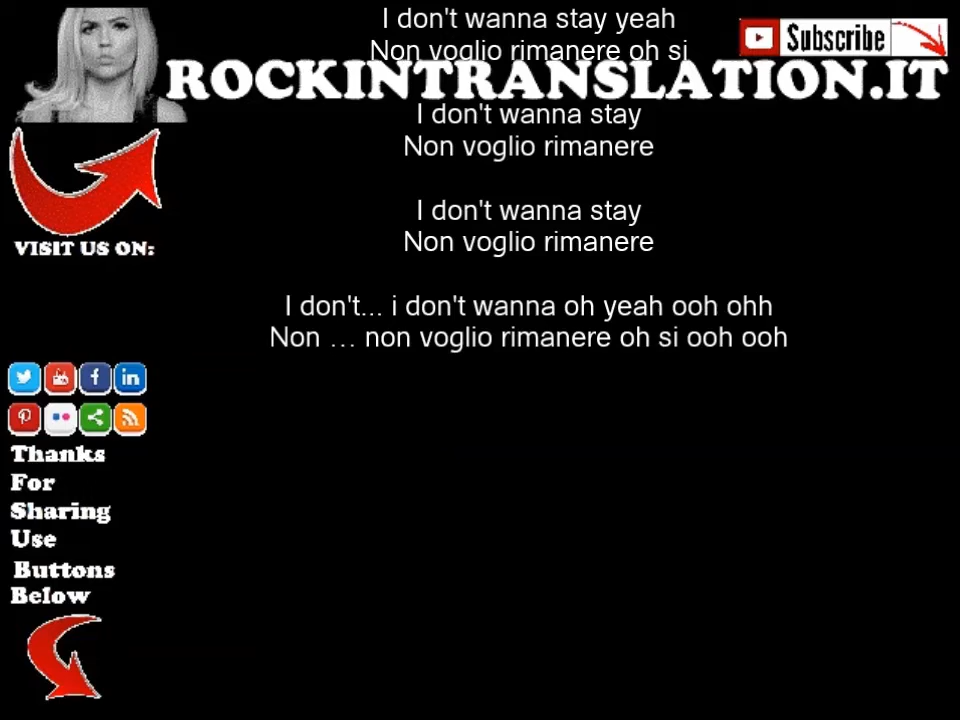 I don't wanna stay yeah
Non voglio rimanere oh si
Subscribe
ROCKINTRANSLATION.IT
I don't wanna stay
Non voglio rimanere
VISIT US ON:
I don't wanna stay
Non voglio rimanere
I don't... i don't wanna oh yeah ooh ohh
Non … non voglio rimanere oh si ooh ooh
Thanks
For
Sharing
Use
Buttons
Below